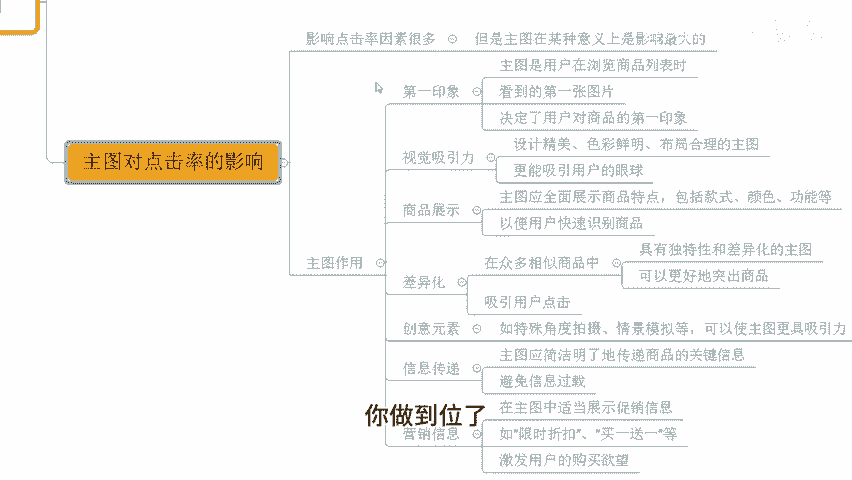 影响点击率因素很多
但是主图在某种意义上是影响最大的
主图是用户在浏览商品列表时
第一印象
看到的第一张图片
决定了用户对商品的第一印象
设计精美、色彩鲜明、布局合理的主图
视觉吸引力
更能吸引用户的眼球
主图对点击率的影响
主图应全面展示商品特点，包括款式、颜色、功能等
商品展示
以便用户快速识别商品
主图作用
具有独特性和差异化的主图
在众多相似商品中
可以更好地突出商品
差异化
吸引用户点击
创意元素
如特殊角度拍摄、情景模拟等，可以使主图更具吸引力
主图应简洁明了地传递商品的关键信息
信息传递
避免信息过载
你做到位了
在主图中适当展示促销信息
营销信息
如"限时折扣"、"买一送一"等
激发用户的购买欲望